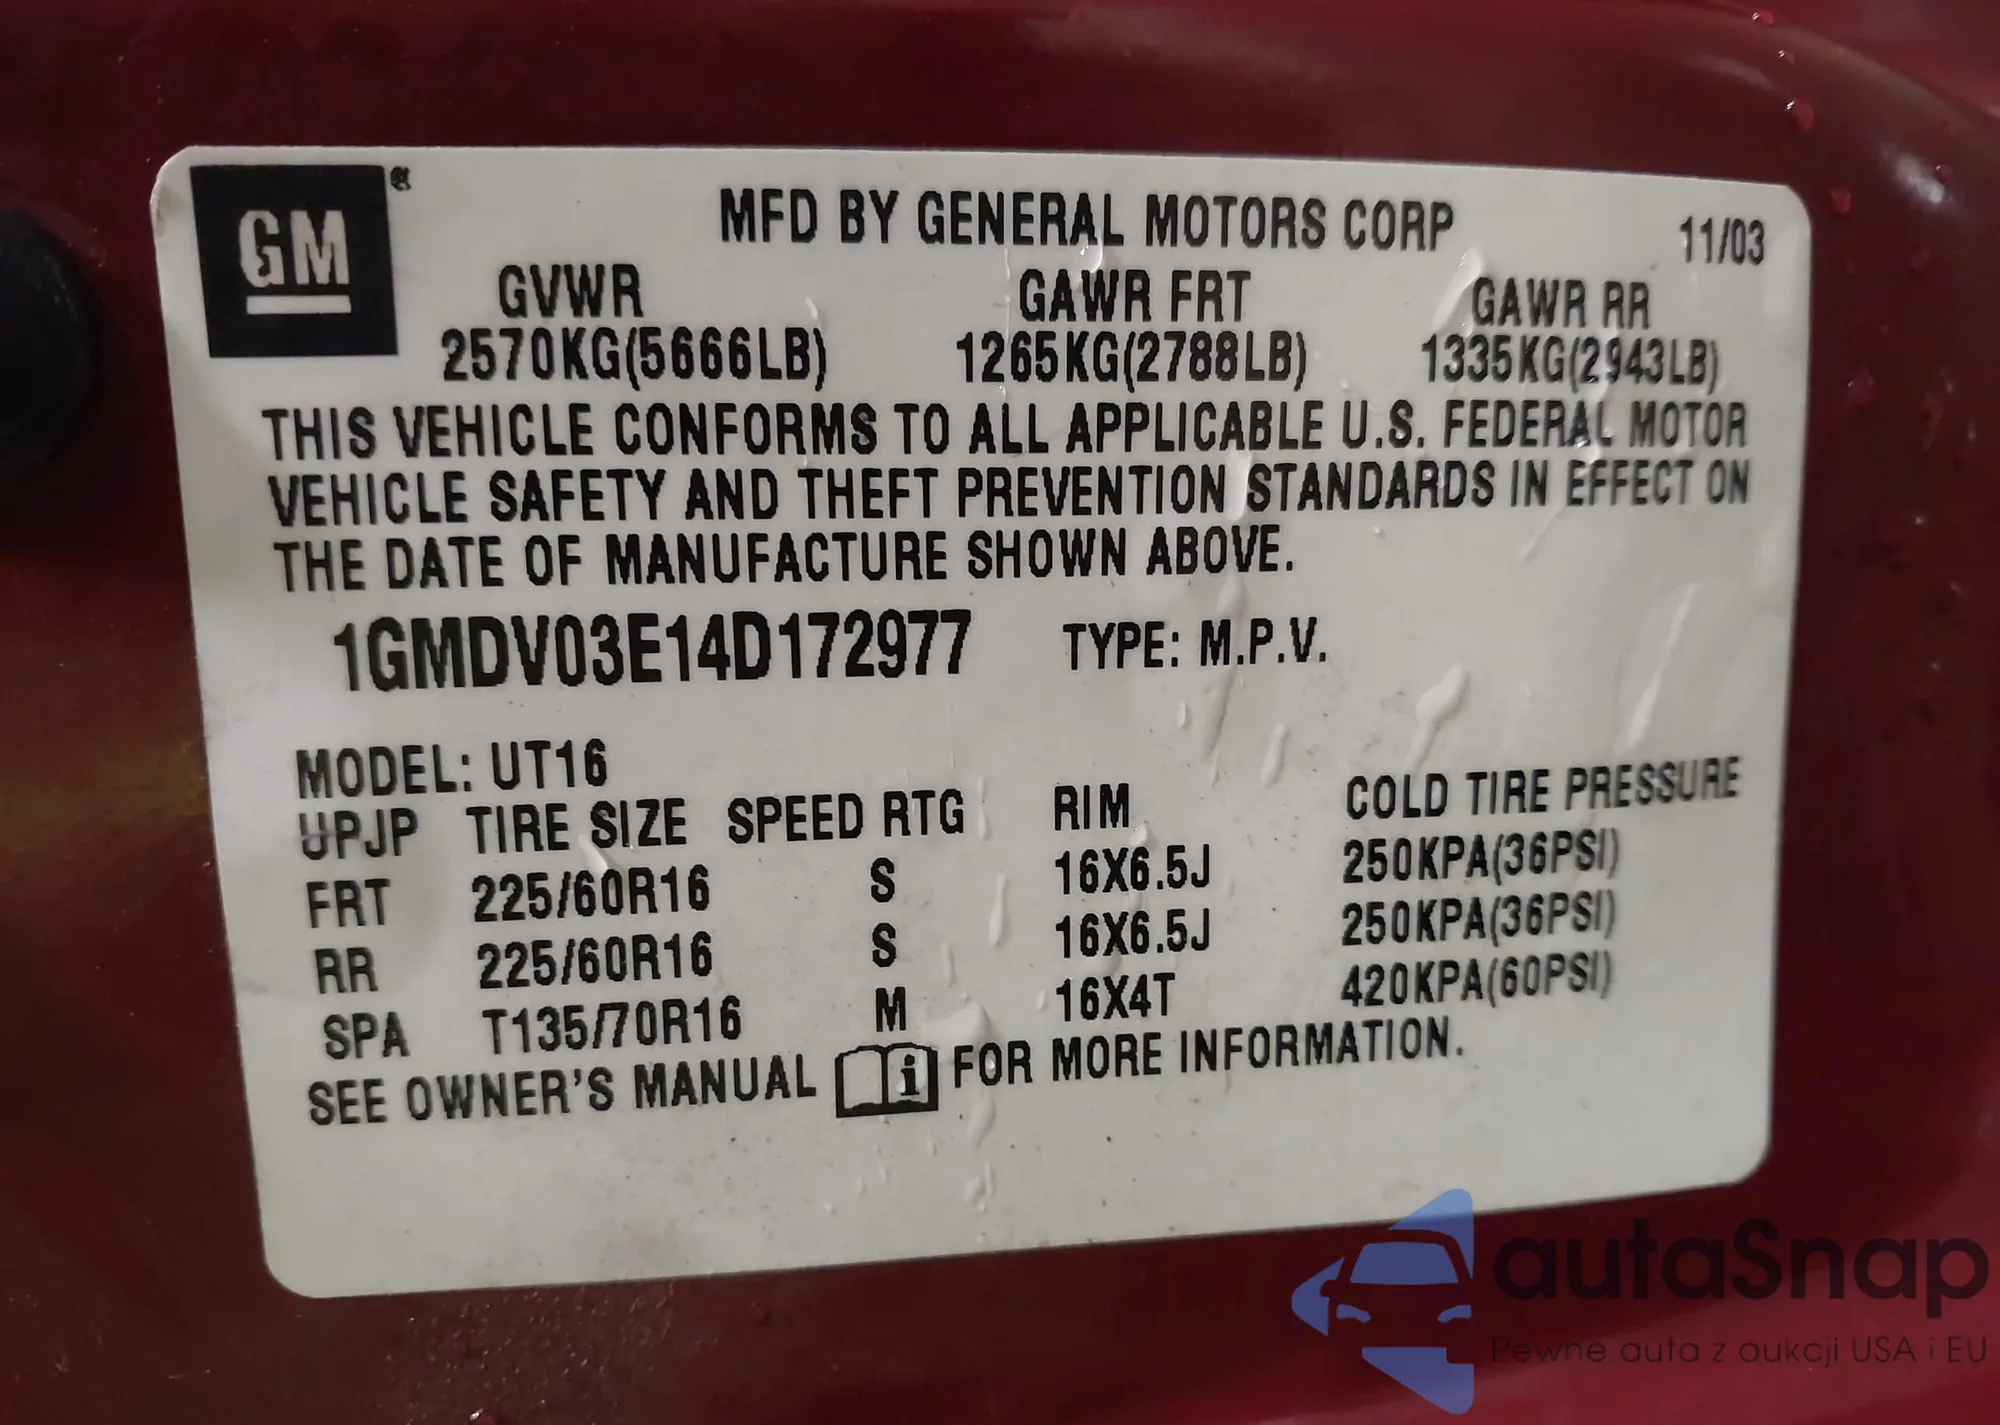 GM®
MFD BY GENERAL MOTORS CORP 11/03
GVWR GAWR FRT GAWR RR
2570KG(5666LB) 1265KG(2788LB) 1335KG(2943LB)
THIS VEHICLE CONFORMS TO ALL APPLICABLE U.S. FEDERAL MOTOR
VEHICLE SAFETY AND THEFT PREVENTION STANDARDS IN EFFECT ON
THE DATE OF MANUFACTURE SHOWN ABOVE.
1GMDV03E14D172977 TYPE: M.P.V.
MODEL: UT16
UPJP TIRE SIZE SPEED RTG RIM COLD TIRE PRESSURE
FRT 225/60R16 S 16X6.5J 250KPA(36PSI)
RR 225/60R16 S 16X6.5J 250KPA(36PSI)
SPA T135/70R16 M 16X4T 420KPA(60PSI)
SEE OWNER'S MANUAL i FOR MORE INFORMATION.
autaSnap
Pewne auta z aukcji USA i EU